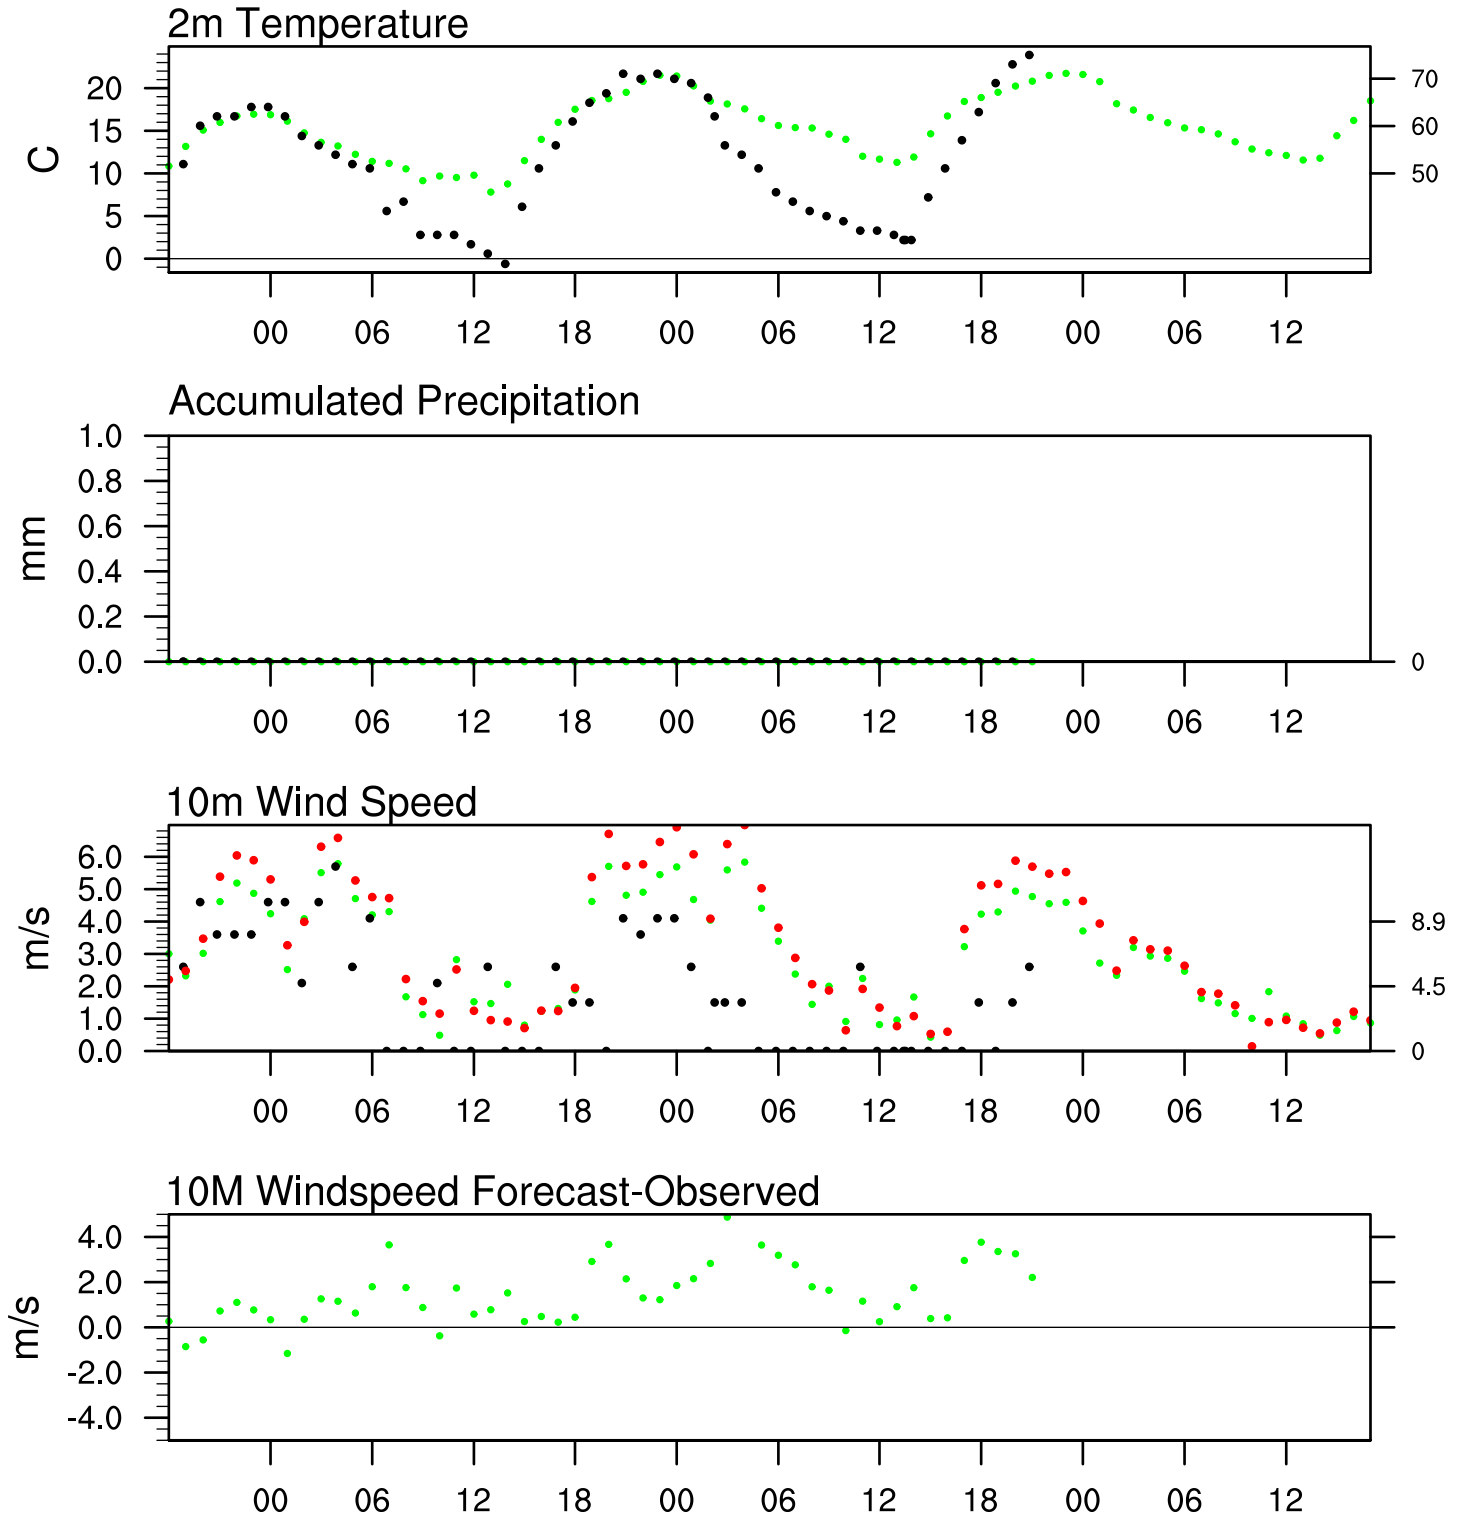 2m Temperature
C
20
15
10
5
0
70
60
50
00 06 12 18 00 06 12 18 00 06 12
Accumulated Precipitation
mm
1.0
0.8
0.6
0.4
0.2
0.0
0
00 06 12 18 00 06 12 18 00 06 12
10m Wind Speed
m/s
6.0
5.0
4.0
3.0
2.0
1.0
0.0
8.9
4.5
0
00 06 12 18 00 06 12 18 00 06 12
10M Windspeed Forecast-Observed
m/s
4.0
2.0
0.0
-2.0
-4.0
00 06 12 18 00 06 12 18 00 06 12